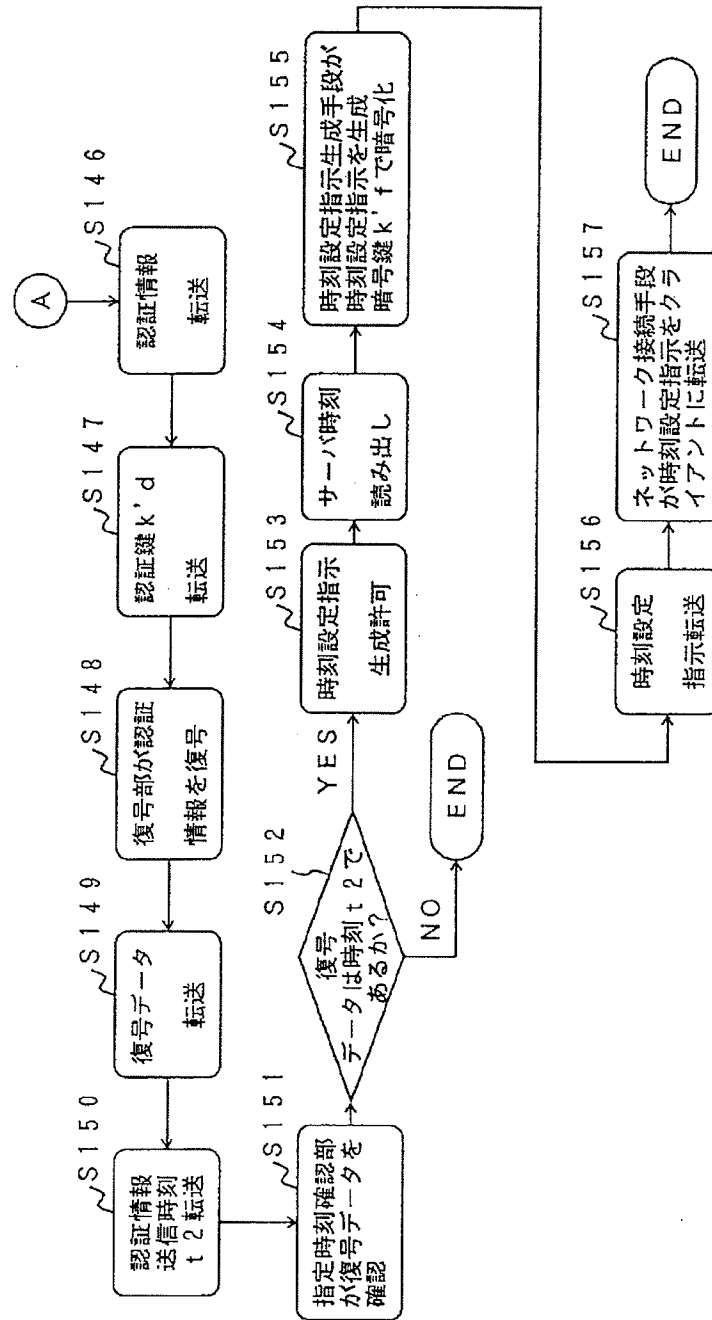 A
S146
認証情報
転送
S147
認証鍵k'd
転送
S148
復号部が認証
情報を復号
S149
復号データ
転送
S150
認証情報
送信時刻
t2転送
S151
指定時刻確認部
が復号データを
確認
S152
復号
データは時刻t2で
あるか?
YES
NO
END
S153
時刻設定指示
生成許可
S154
サーバ時刻
読み出し
S155
時刻設定指示生成手段が
時刻設定指示を生成
暗号鍵k'fで暗号化
S156
時刻設定
指示転送
S157
ネットワーク接続手段
が時刻設定指示をクラ
イアントに転送
END